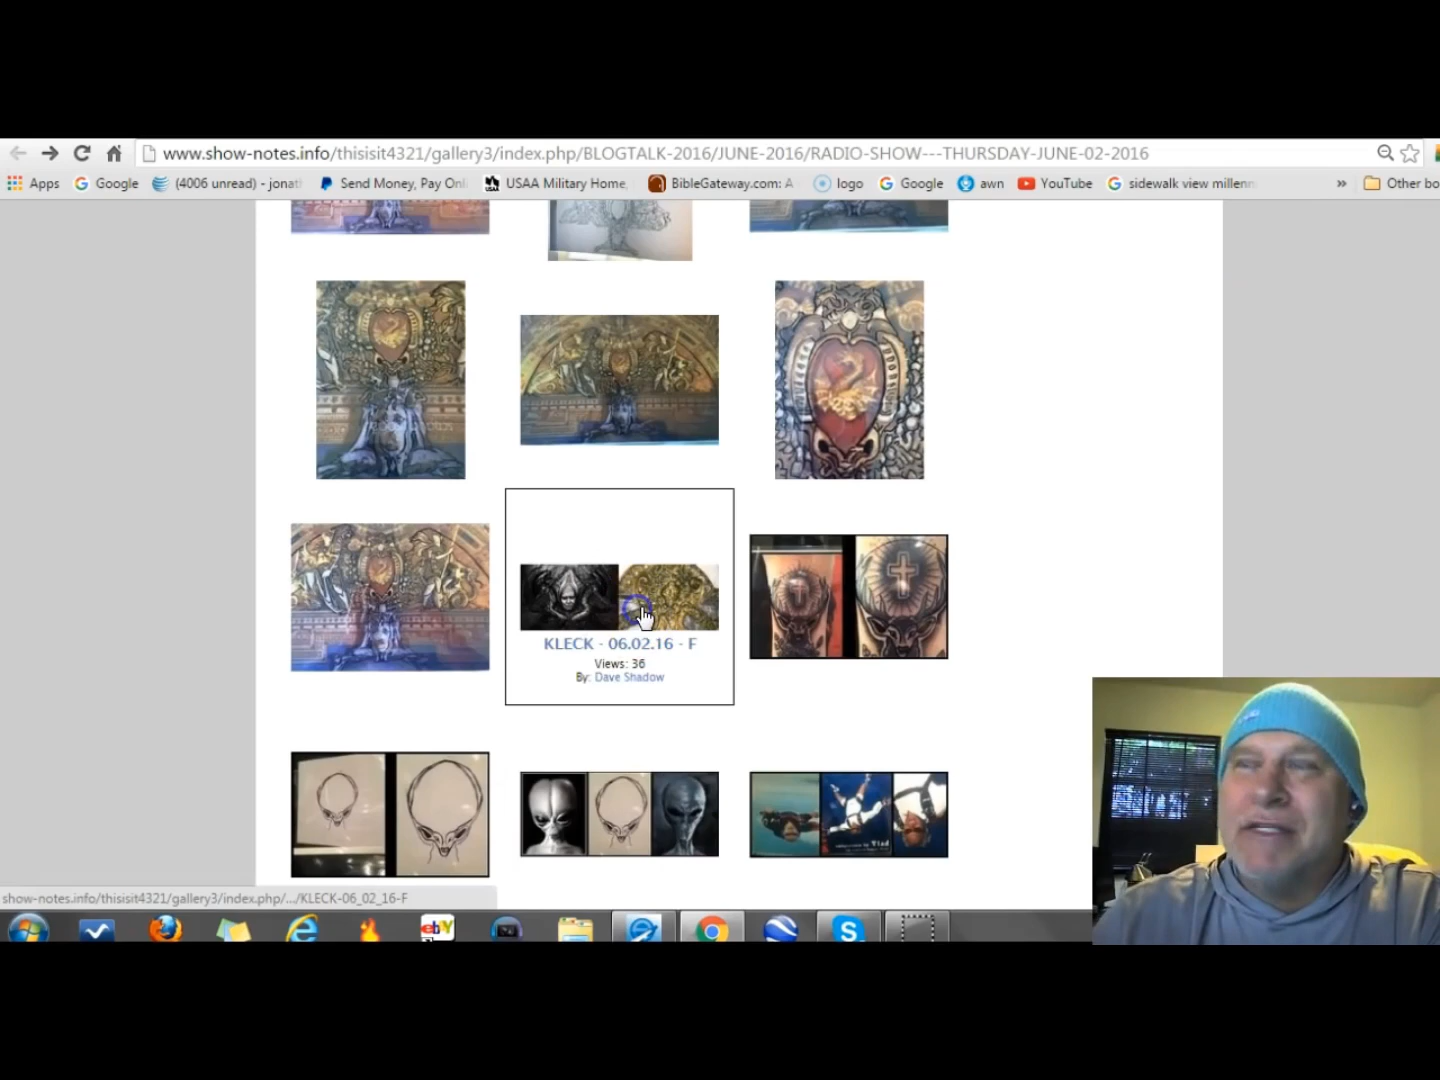 www.show-notes.info/thisisit4321/gallery3/index.php/BLOGTALK-2016/JUNE-2016/RADIO-SHOW---THURSDAY-JUNE-02-2016
Apps Google (4006 unread) - jonat Send Money, Pay Onl USAA Military Home, BibleGateway.com: A logo Google awn YouTube sidewalk view millenn » Other bo
KLECK - 06.02.16 - F
Views: 36
By: Dave Shadow
Vlad
show-notes.info/thisisit4321/gallery3/index.php/.../KLECK-06_02_16-F
ebY